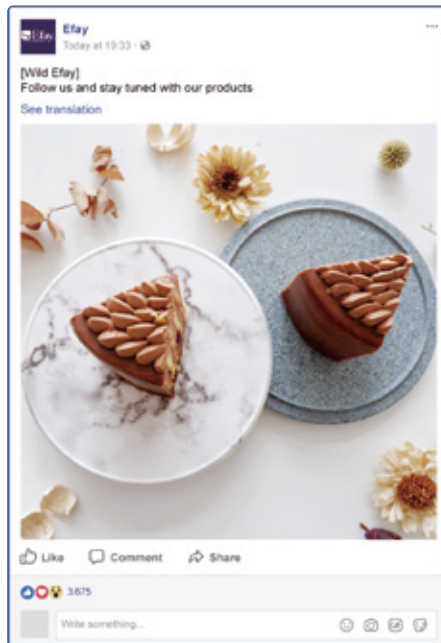 Efay
Efay
Today at 19:33
[Wild Efay]
Follow us and stay tuned with our products
See translation
Like
Comment
Share
3.675
Write something...